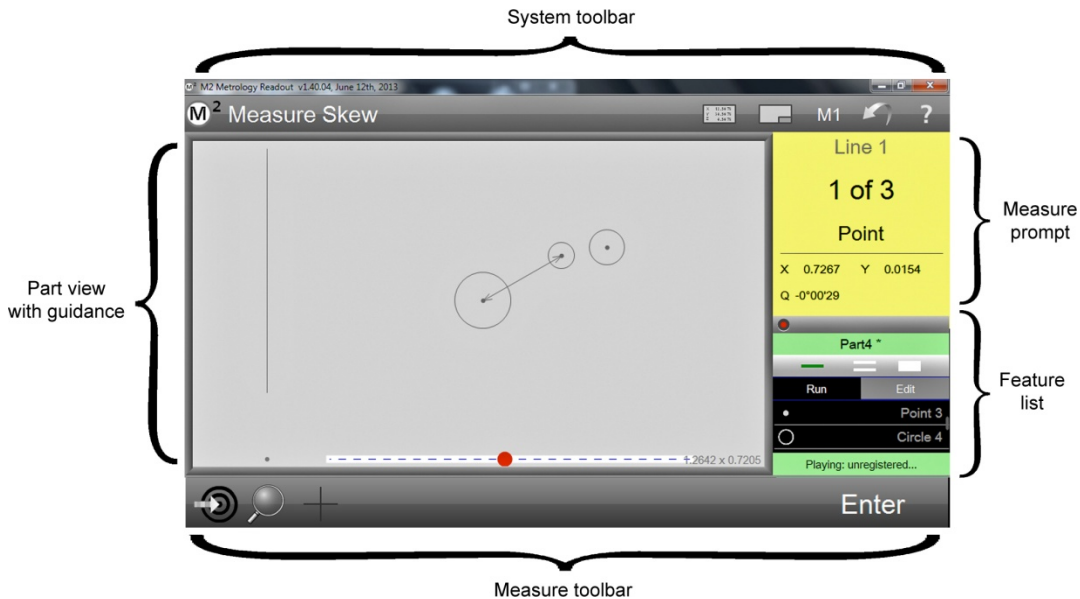 System toolbar
M² M2 Metrology Readout v1.40.04, June 12th, 2013
M² Measure Skew
M1
?
Line 1
1 of 3
Point
X 0.7267 Y 0.0154
Q -0°00'29
Measure
prompt
Part view
with guidance
Part4 *
Run Edit
Point 3
Circle 4
Playing: unregistered...
Feature
list
1.2642 x 0.7205
Enter
Measure toolbar